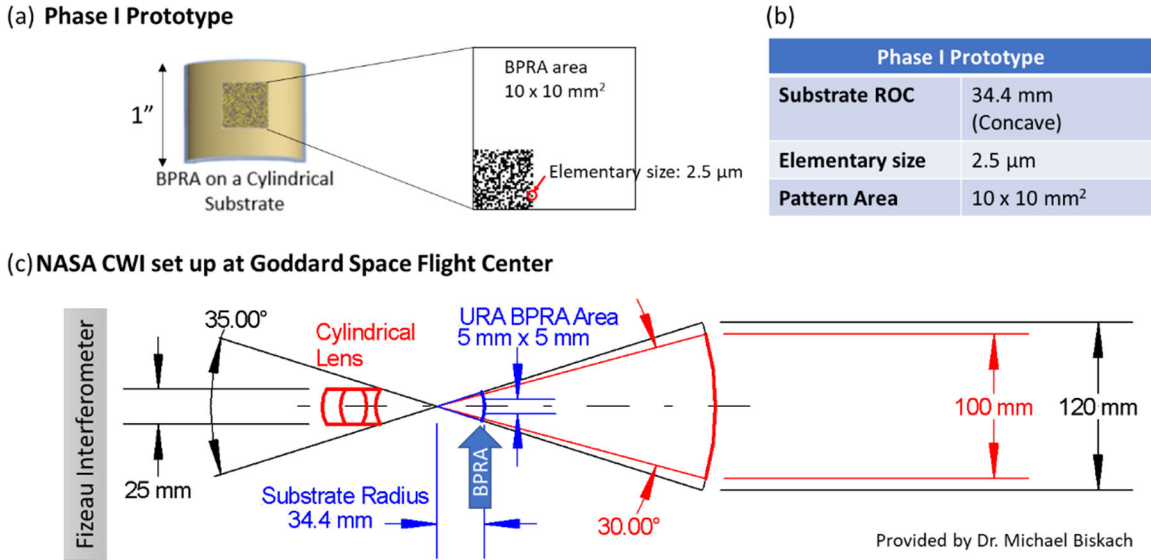 (a) Phase I Prototype
1”
BPRA on a Cylindrical
Substrate
BPRA area
10 x 10 mm²
Elementary size: 2.5 μm
(b)
Phase I Prototype
Substrate ROC 34.4 mm
(Concave)
Elementary size 2.5 μm
Pattern Area 10 x 10 mm²
(c) NASA CWI set up at Goddard Space Flight Center
Fizeau Interferometer
35.00°
25 mm
Cylindrical
Lens
URA BPRA Area
5 mm x 5 mm
BPRA
Substrate Radius
34.4 mm
30.00°
100 mm
120 mm
Provided by Dr. Michael Biskach